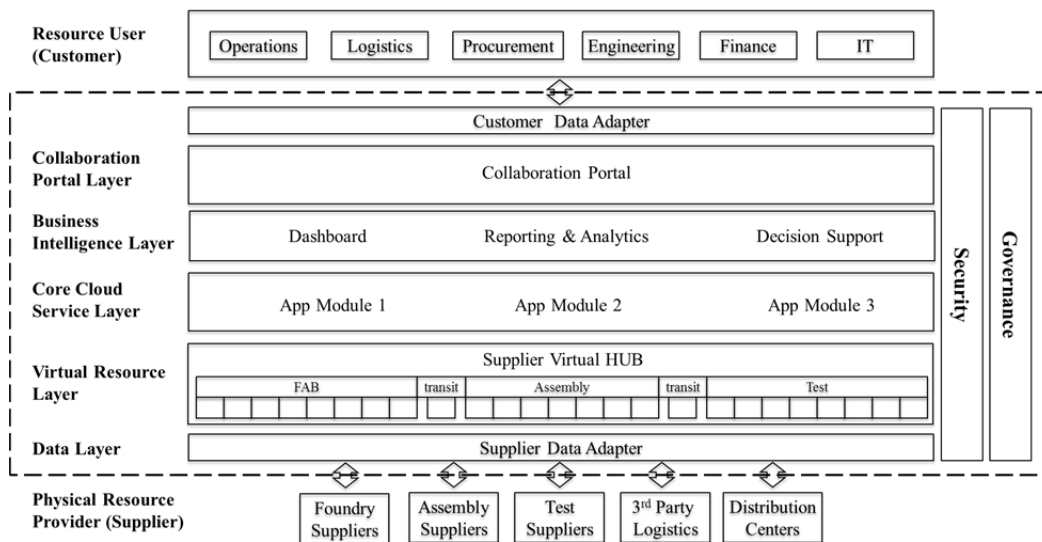 Resource User
(Customer)
Operations
Logistics
Procurement
Engineering
Finance
IT
Customer Data Adapter
Collaboration
Portal Layer
Collaboration Portal
Business
Intelligence Layer
Dashboard
Reporting & Analytics
Decision Support
Core Cloud
Service Layer
App Module 1
App Module 2
App Module 3
Virtual Resource
Layer
Supplier Virtual HUB
FAB
transit
Assembly
transit
Test
Data Layer
Supplier Data Adapter
Security
Governance
Physical Resource
Provider (Supplier)
Foundry
Suppliers
Assembly
Suppliers
Test
Suppliers
3rd Party
Logistics
Distribution
Centers